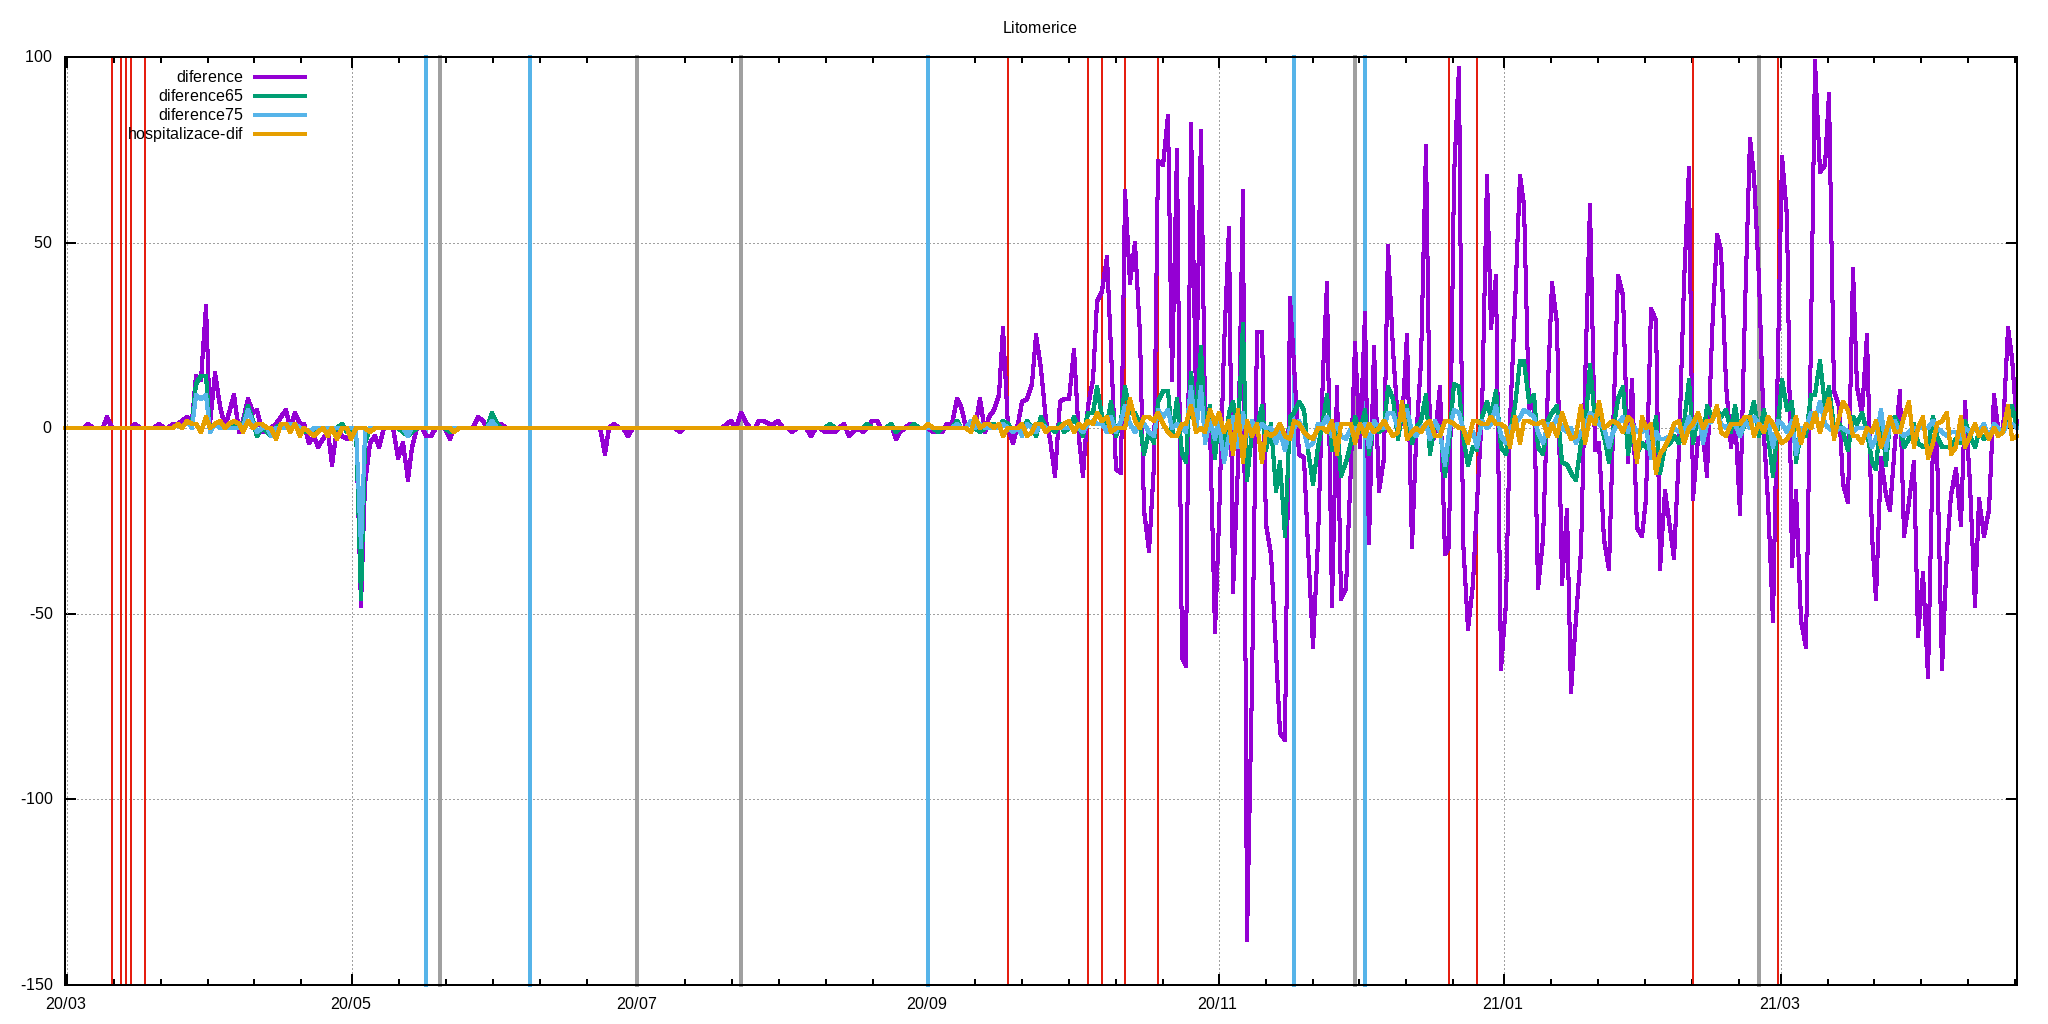 Litomerice
100
diference
diference65
diference75
hospitalizace-dif
50
0
-50
-100
-150
20/03 20/05 20/07 20/09 20/11 21/01 21/03